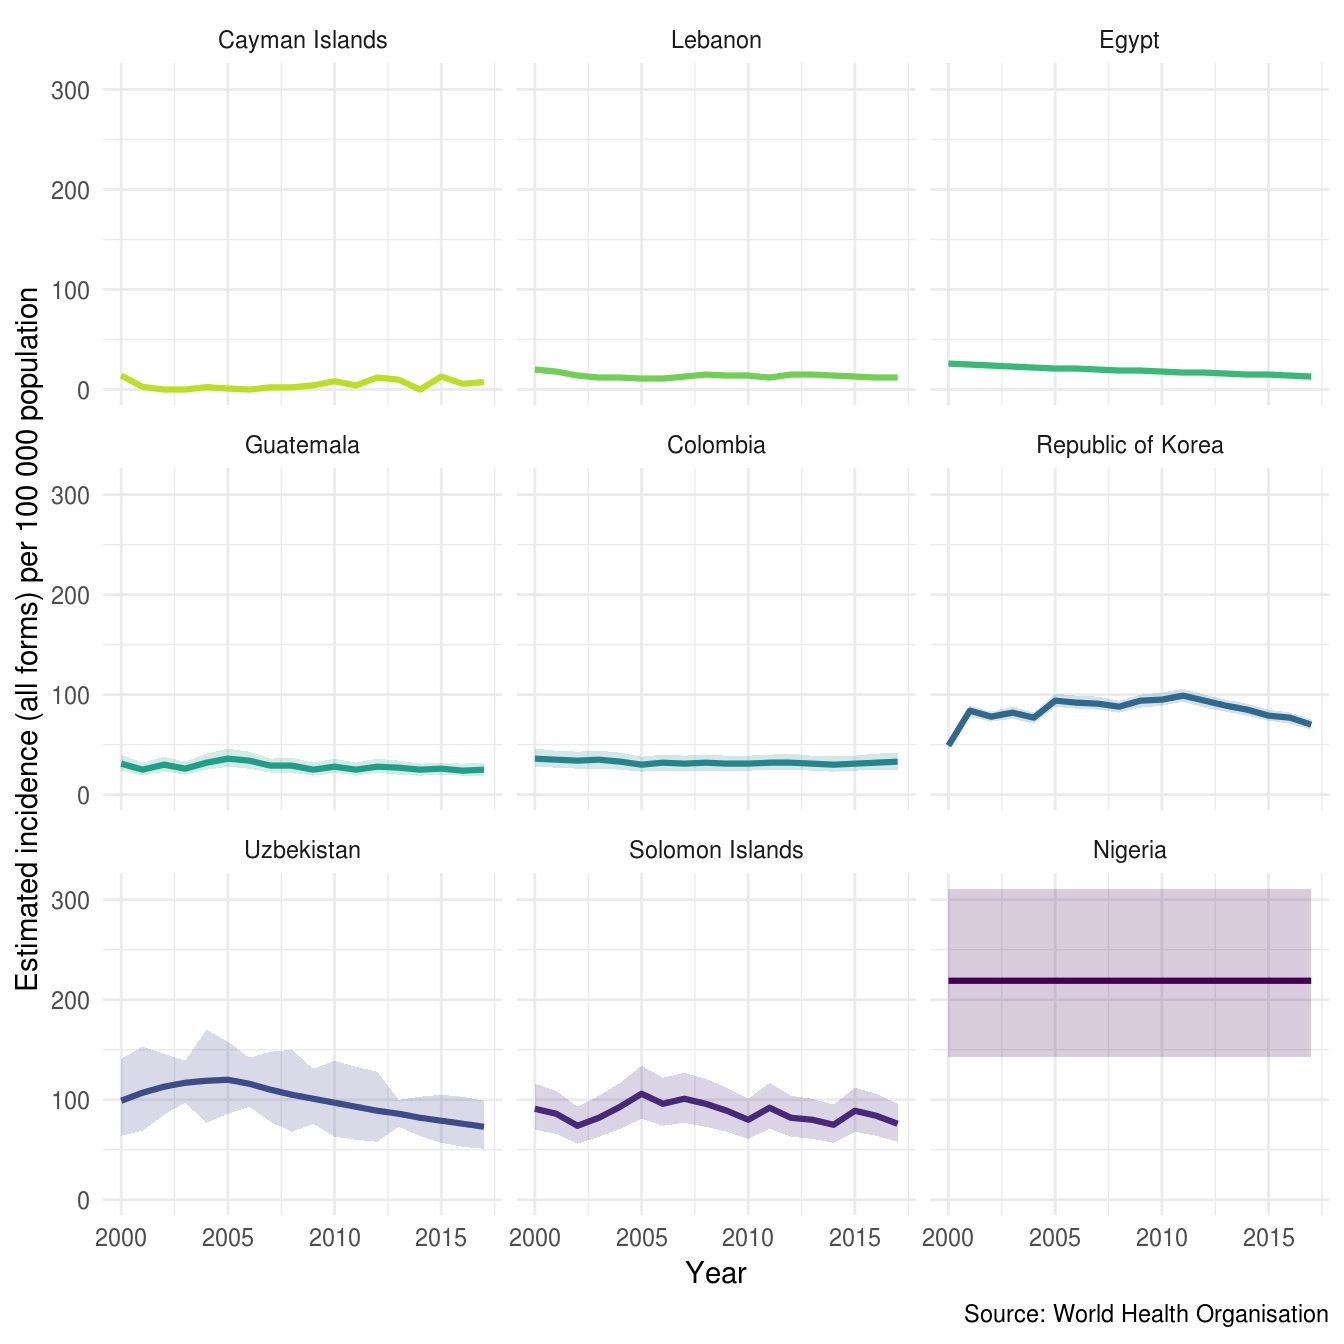 Cayman Islands Lebanon Egypt
300
200
100
0
Guatemala Colombia Republic of Korea
300
200
100
0
Uzbekistan Solomon Islands Nigeria
300
200
100
0
Estimated incidence (all forms) per 100 000 population
2000 2005 2010 2015 2000 2005 2010 2015 2000 2005 2010 2015
Year
Source: World Health Organisation